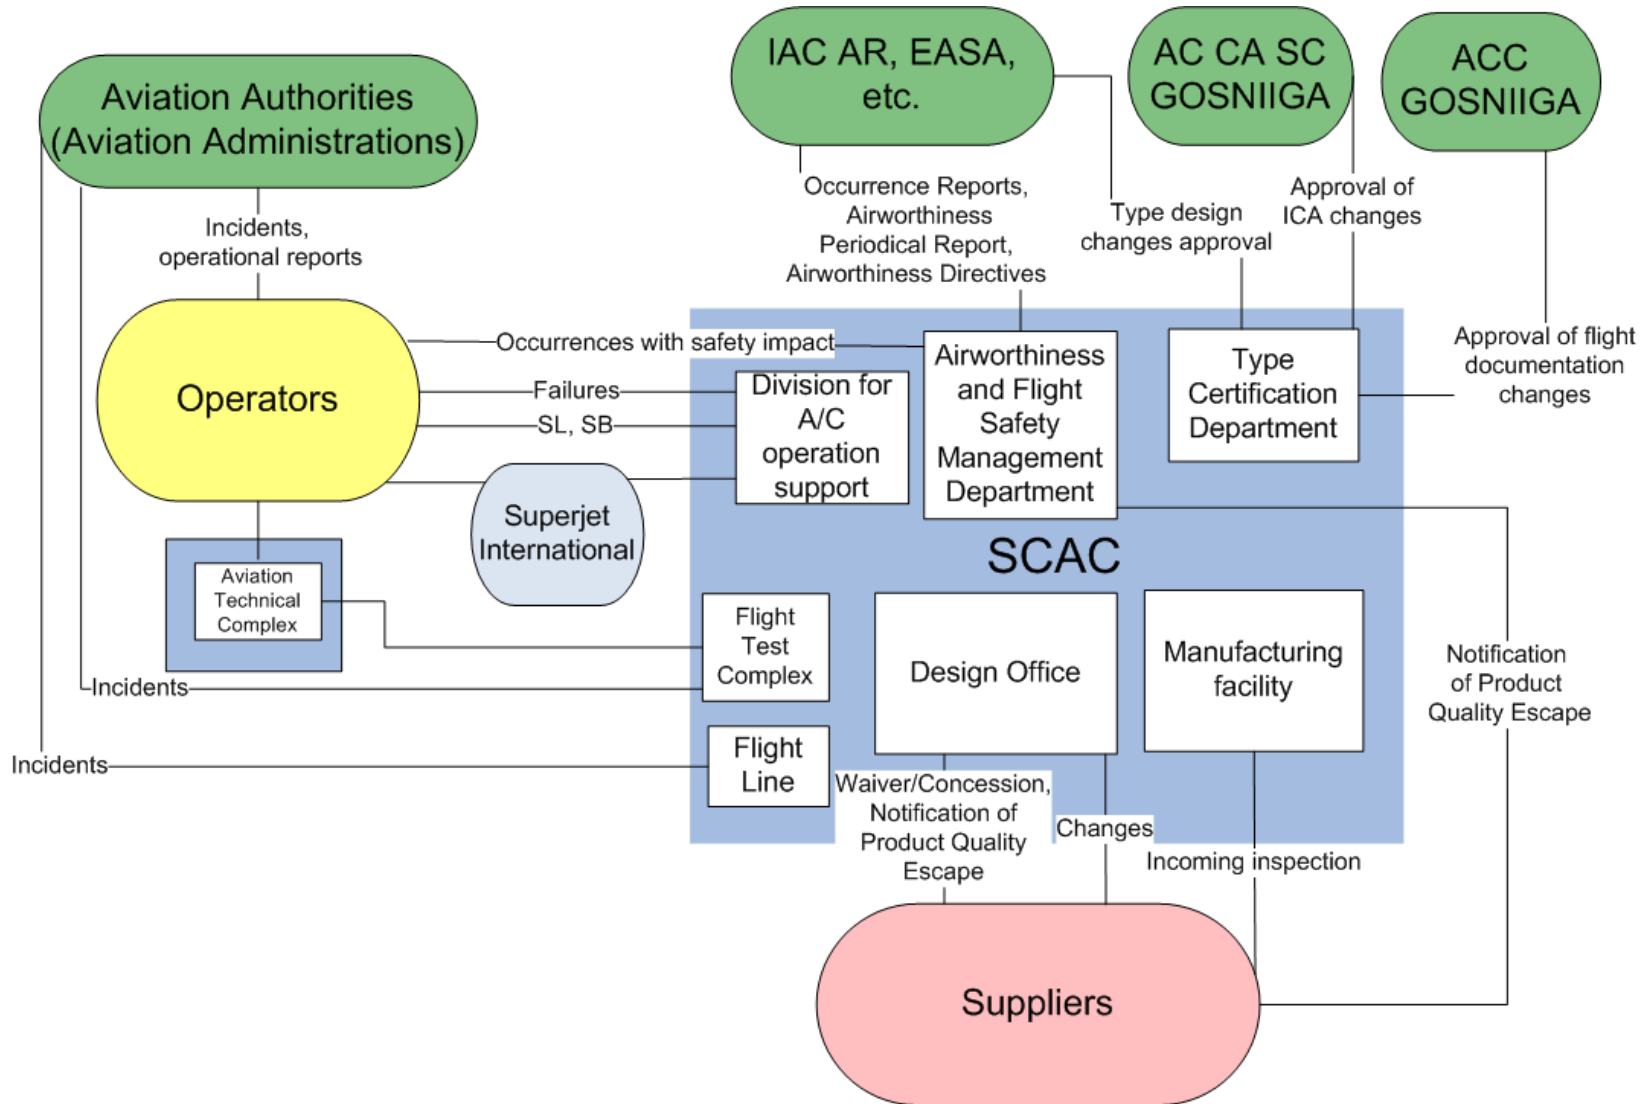 Aviation Authorities
(Aviation Administrations)
IAC AR, EASA,
etc.
AC CA SC
GOSNIIGA
ACC
GOSNIIGA
Incidents,
operational reports
Occurrence Reports,
Airworthiness
Periodical Report,
Airworthiness Directives
Type design
changes approval
Approval of
ICA changes
Approval of flight
documentation
changes
Operators
Occurrences with safety impact
Failures
SL, SB
Division for
A/C
operation
support
Airworthiness
and Flight
Safety
Management
Department
Type
Certification
Department
Superjet
International
SCAC
Aviation
Technical
Complex
Flight
Test
Complex
Design Office
Manufacturing
facility
Notification
of Product
Quality Escape
Incidents
Incidents
Flight
Line
Waiver/Concession,
Notification of
Product Quality
Escape
Changes
Incoming inspection
Suppliers